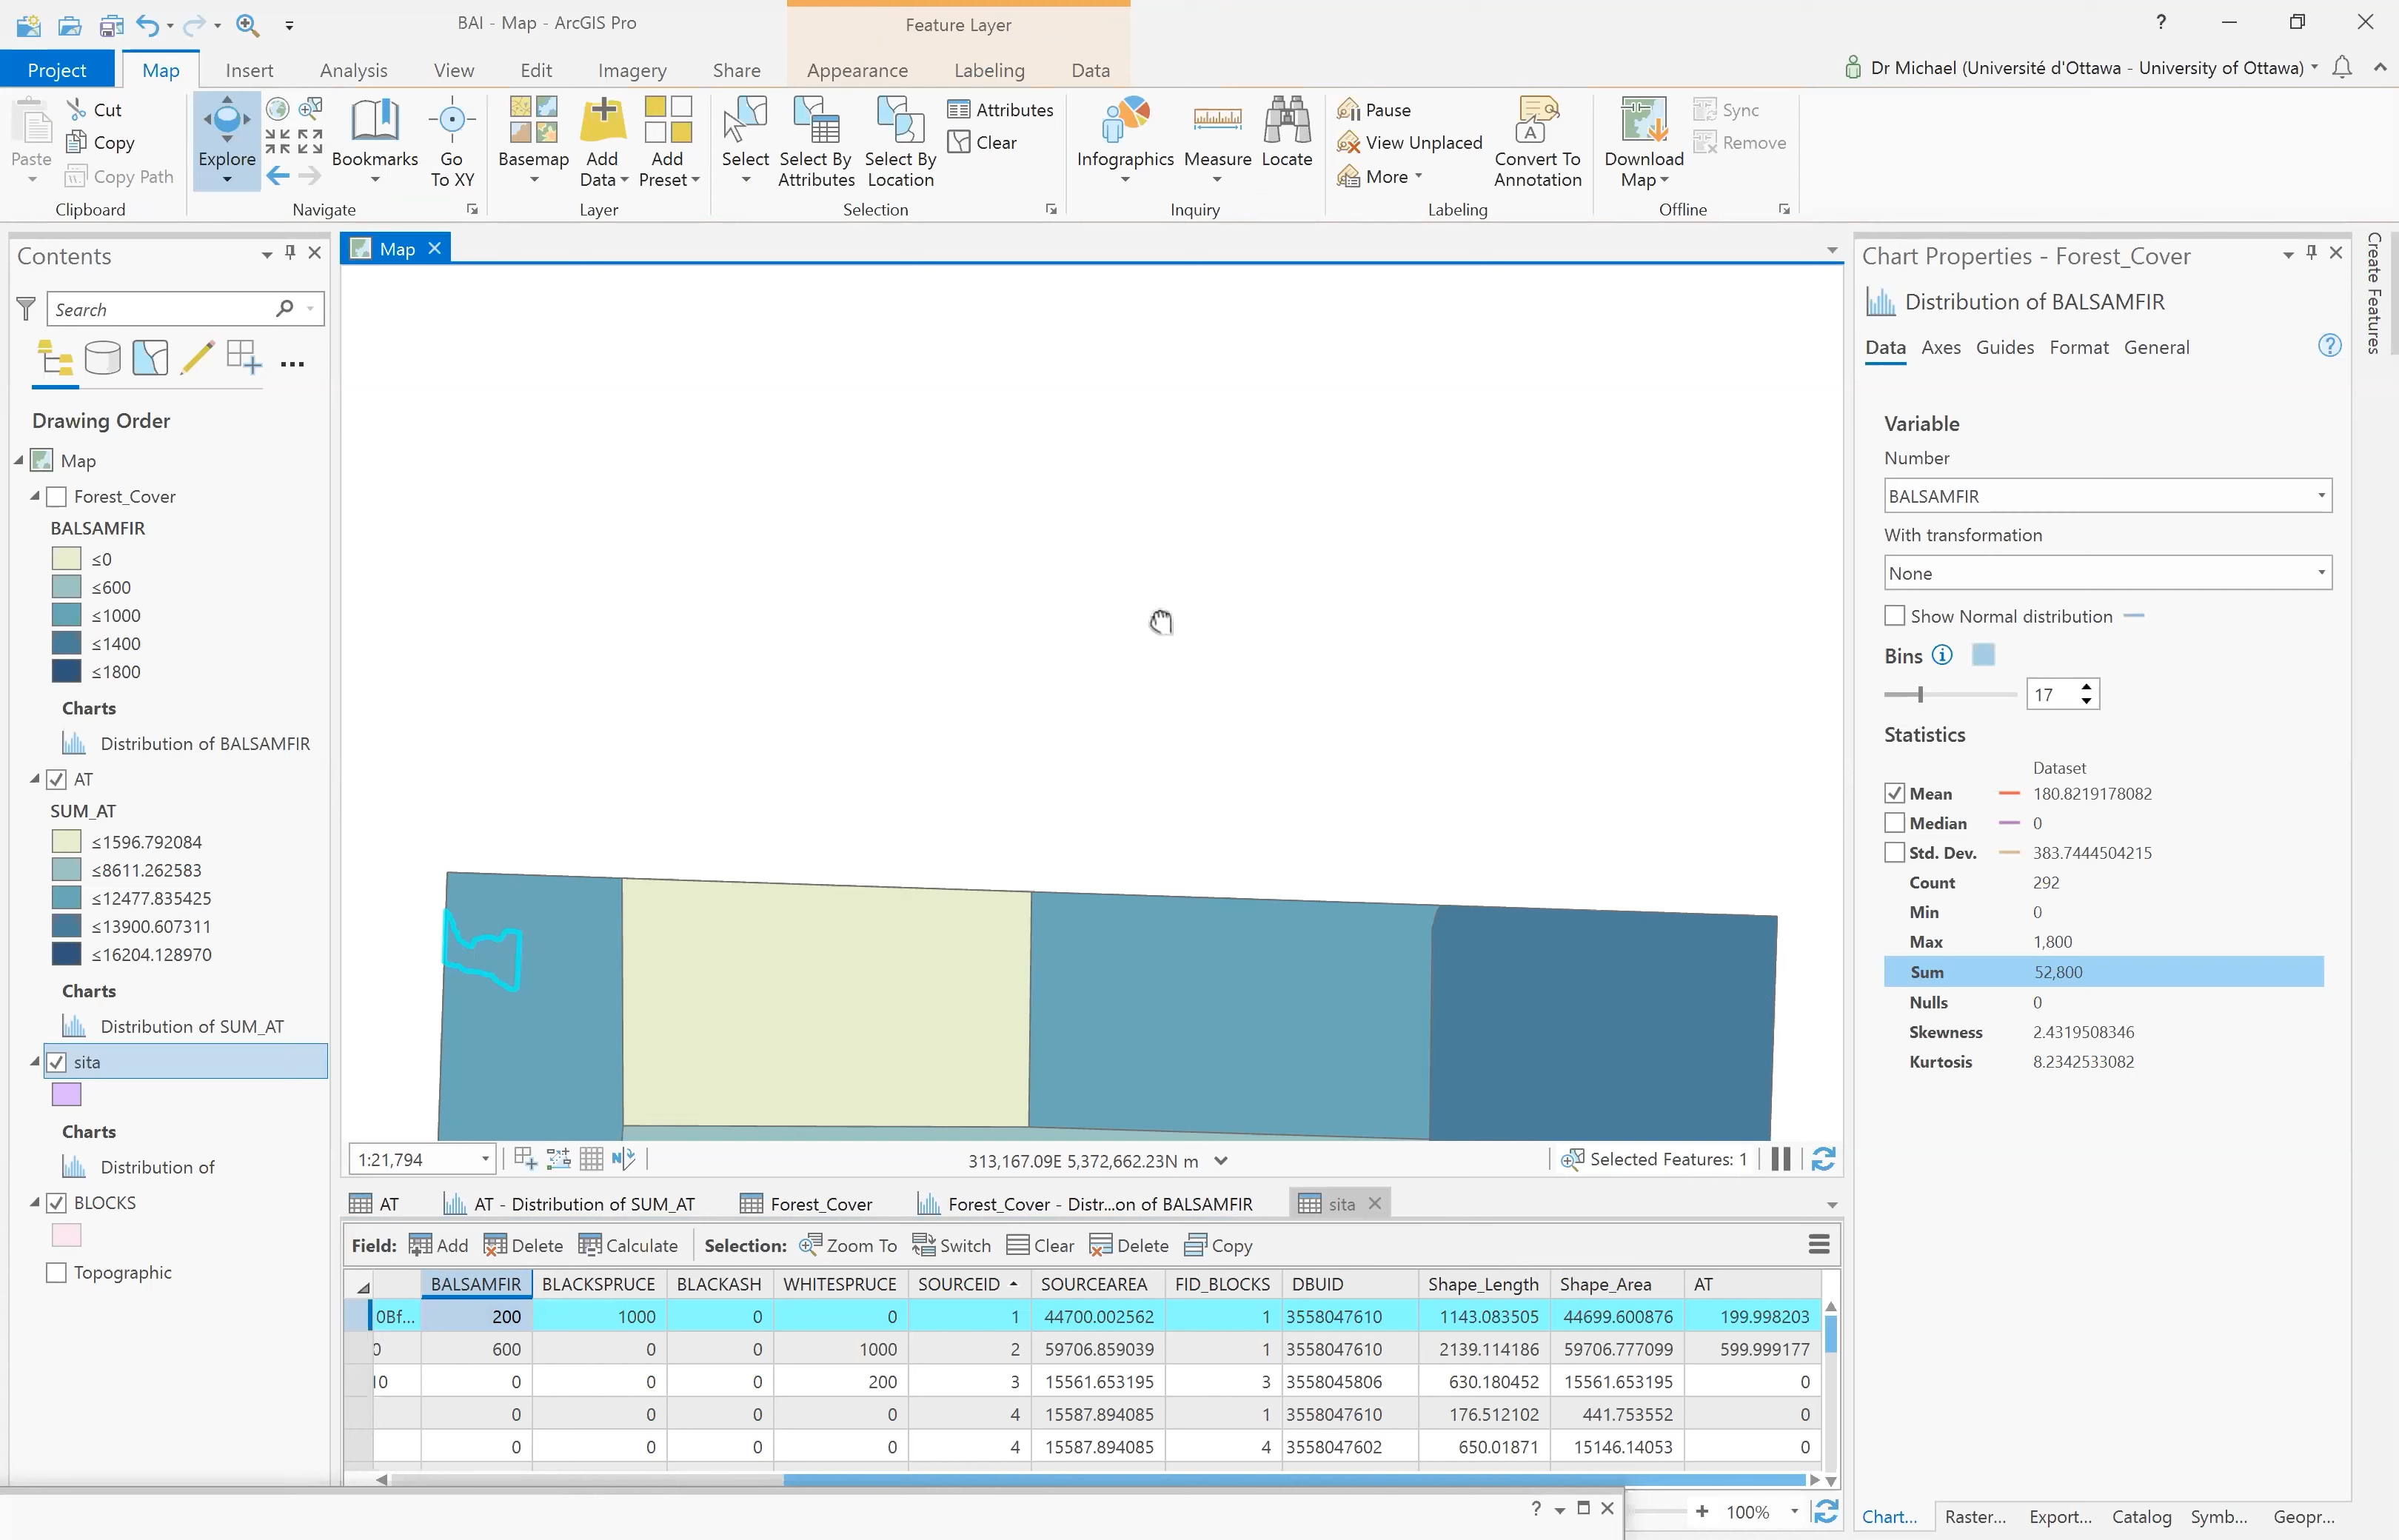 BAI - Map - ArcGIS Pro
Feature Layer
?
Project Map Insert Analysis View Edit Imagery Share Appearance Labeling Data
Dr Michael (Université d'Ottawa - University of Ottawa)
Paste
Cut
Copy
Copy Path
Clipboard
Explore
Bookmarks
Go To XY
Navigate
Basemap
Add Data
Add Preset
Layer
Select
Select By Attributes
Select By Location
Attributes
Clear
Selection
Infographics
Measure
Locate
Inquiry
Pause
View Unplaced
More
Convert To Annotation
Labeling
Download Map
Sync
Remove
Offline
Contents
Search
Drawing Order
Map
Forest_Cover
BALSAMFIR
≤0
≤600
≤1000
≤1400
≤1800
Charts
Distribution of BALSAMFIR
AT
SUM_AT
≤1596.792084
≤8611.262583
≤12477.835425
≤13900.607311
≤16204.128970
Charts
Distribution of SUM_AT
sita
Charts
Distribution of
BLOCKS
Topographic
Map
1:21,794
313,167.09E 5,372,662.23N m
Selected Features: 1
AT
AT - Distribution of SUM_AT
Forest_Cover
Forest_Cover - Distr...on of BALSAMFIR
sita
Field: Add Delete Calculate Selection: Zoom To Switch Clear Delete Copy
BALSAMFIR BLACKSPRUCE BLACKASH WHITESPRUCE SOURCEID SOURCEAREA FID_BLOCKS DBUID Shape_Length Shape_Area AT
0Bf... 200 1000 0 0 1 44700.002562 1 3558047610 1143.083505 44699.600876 199.998203
0 600 0 0 1000 2 59706.859039 1 3558047610 2139.114186 59706.777099 599.999177
10 0 0 0 200 3 15561.653195 3 3558045806 630.180452 15561.653195 0
0 0 0 0 4 15587.894085 1 3558047610 176.512102 441.753552 0
0 0 0 0 4 15587.894085 4 3558047602 650.01871 15146.14053 0
?
100%
Chart Properties - Forest_Cover
Distribution of BALSAMFIR
Data Axes Guides Format General
?
Variable
Number
BALSAMFIR
With transformation
None
Show Normal distribution
Bins
17
Statistics
Dataset
Mean 180.8219178082
Median 0
Std. Dev. 383.7444504215
Count 292
Min 0
Max 1,800
Sum 52,800
Nulls 0
Skewness 2.4319508346
Kurtosis 8.2342533082
Chart... Raster... Export... Catalog Symb... Geopr...
Create Features